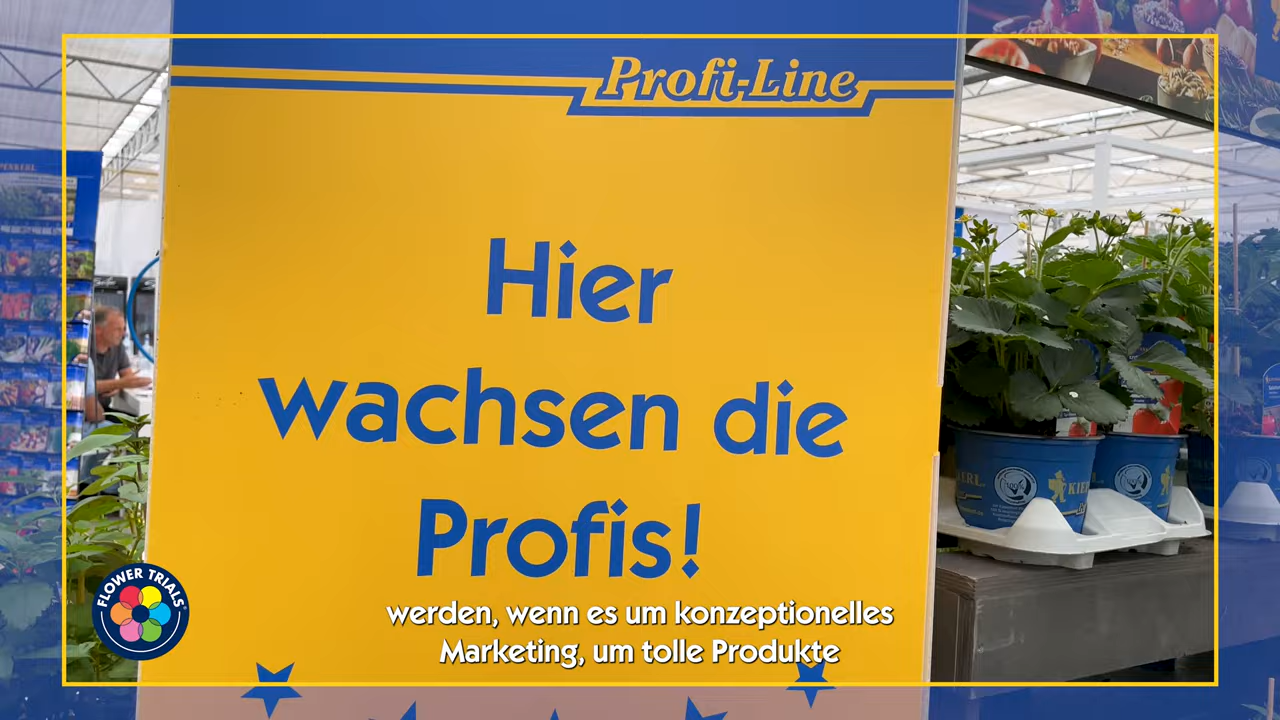 Profi-Line
Hier
wachsen die
Profis!
FLOWER TRIALS®
werden, wenn es um konzeptionelles
Marketing, um tolle Produkte